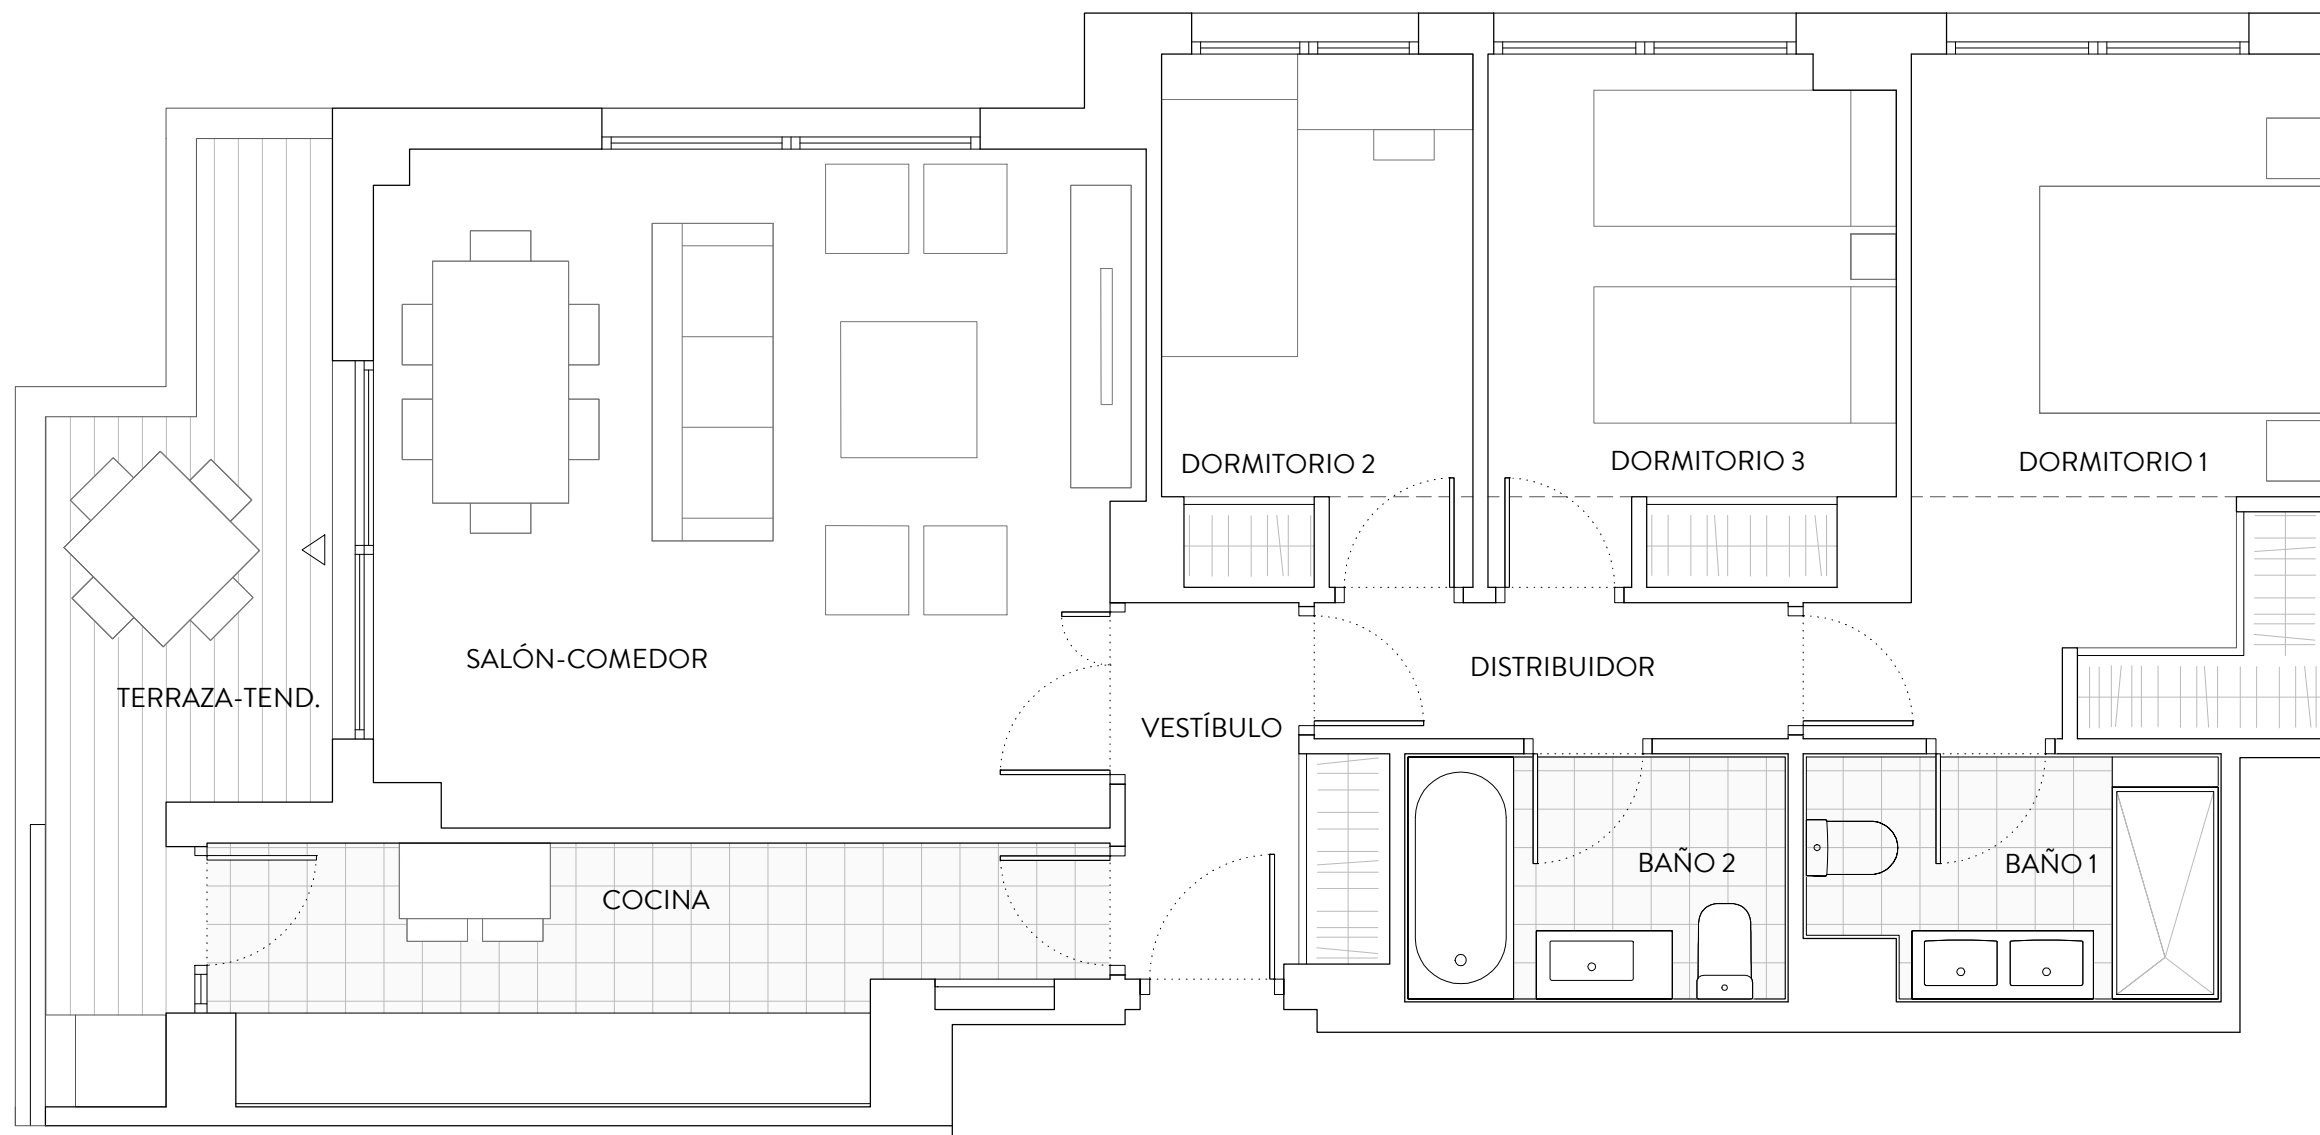 DORMITORIO 2
DORMITORIO 3
DORMITORIO 1
SALÓN-COMEDOR
DISTRIBUIDOR
TERRAZA-TEND.
VESTÍBULO
BAÑO 2
BAÑO 1
COCINA